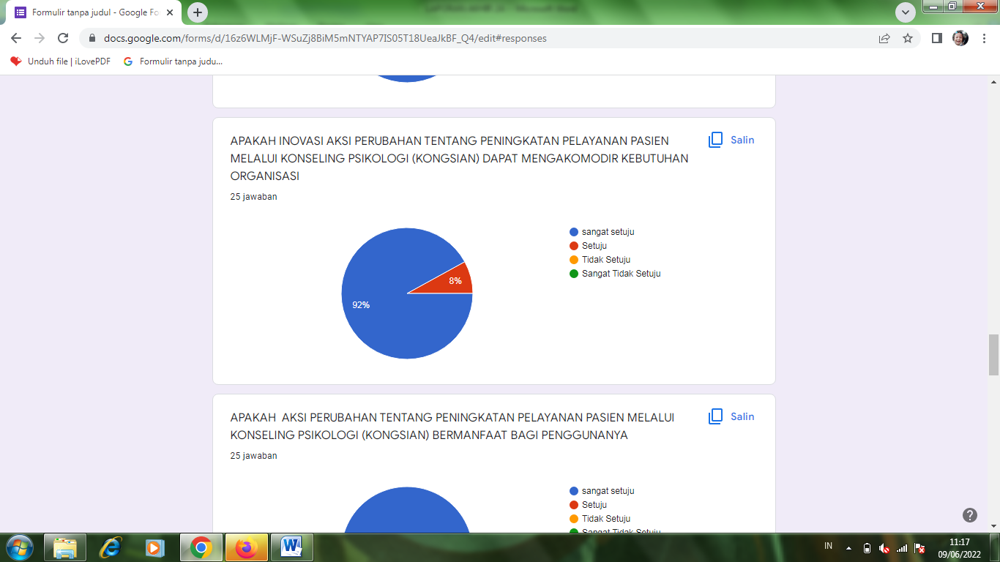 Formulir tanpa judul - Google Fo
docs.google.com/forms/d/16z6WLMjF-WSuZj8BiM5mNTYAP7IS05T18UeaJkBF_Q4/edit#responses
Unduh file | iLovePDF
Formulir tanpa judu...
APAKAH INOVASI AKSI PERUBAHAN TENTANG PENINGKATAN PELAYANAN PASIEN
MELALUI KONSELING PSIKOLOGI (KONGSIAN) DAPAT MENGAKOMODIR KEBUTUHAN
ORGANISASI
Salin
25 jawaban
sangat setuju
Setuju
Tidak Setuju
Sangat Tidak Setuju
8%
92%
APAKAH  AKSI PERUBAHAN TENTANG PENINGKATAN PELAYANAN PASIEN MELALUI
KONSELING PSIKOLOGI (KONGSIAN) BERMANFAAT BAGI PENGGUNANYA
Salin
25 jawaban
sangat setuju
Setuju
Tidak Setuju
Sangat Tidak Setuju
IN
11:17
09/06/2022